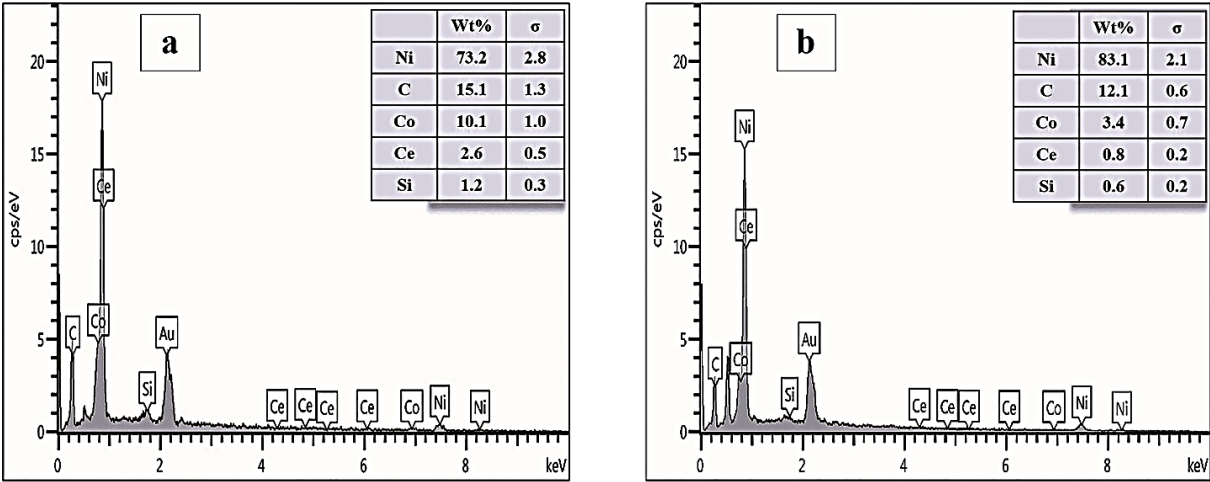 a
Wt% σ
Ni 73.2 2.8
C 15.1 1.3
Co 10.1 1.0
Ce 2.6 0.5
Si 1.2 0.3
20
15
10
5
0
cps/eV
Ni
Ce
Co
C
Au
Si
Ce Ce Ce Ce Co Ni Ni
0 2 4 6 8 keV
b
Wt% σ
Ni 83.1 2.1
C 12.1 0.6
Co 3.4 0.7
Ce 0.8 0.2
Si 0.6 0.2
20
15
10
5
0
cps/eV
Ni
Ce
Co
C
Au
Si
Ce Ce Ce Ce Co Ni Ni
0 2 4 6 8 keV